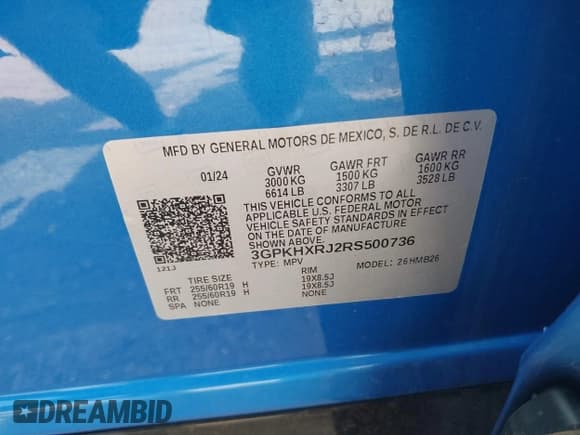 MFD BY GENERAL MOTORS DE MEXICO, S. DE R.L. DE C.V.
01/24 GVWR GAWR FRT GAWR RR
3000 KG 1500 KG 1600 KG
6614 LB 3307 LB 3528 LB
THIS VEHICLE CONFORMS TO ALL
APPLICABLE U.S. FEDERAL MOTOR
VEHICLE SAFETY STANDARDS IN EFFECT
ON THE DATE OF MANUFACTURE
SHOWN ABOVE.
3GPKHXRJ2RS500736
121J TYPE: MPV MODEL: 26HMB26
TIRE SIZE RIM
FRT 255/60R19 H 19X8.5J
RR 255/60R19 H 19X8.5J
SPA NONE NONE
DREAMBID